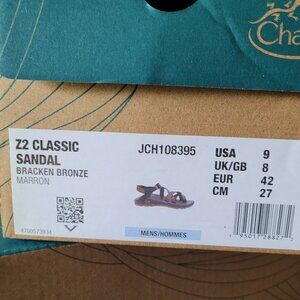 Cha
Z2 CLASSIC
SANDAL
BRACKEN BRONZE
MARRON
JCH108395
USA 9
UK/GB 8
EUR 42
CM 27
4700573934
MENS/HOMMES